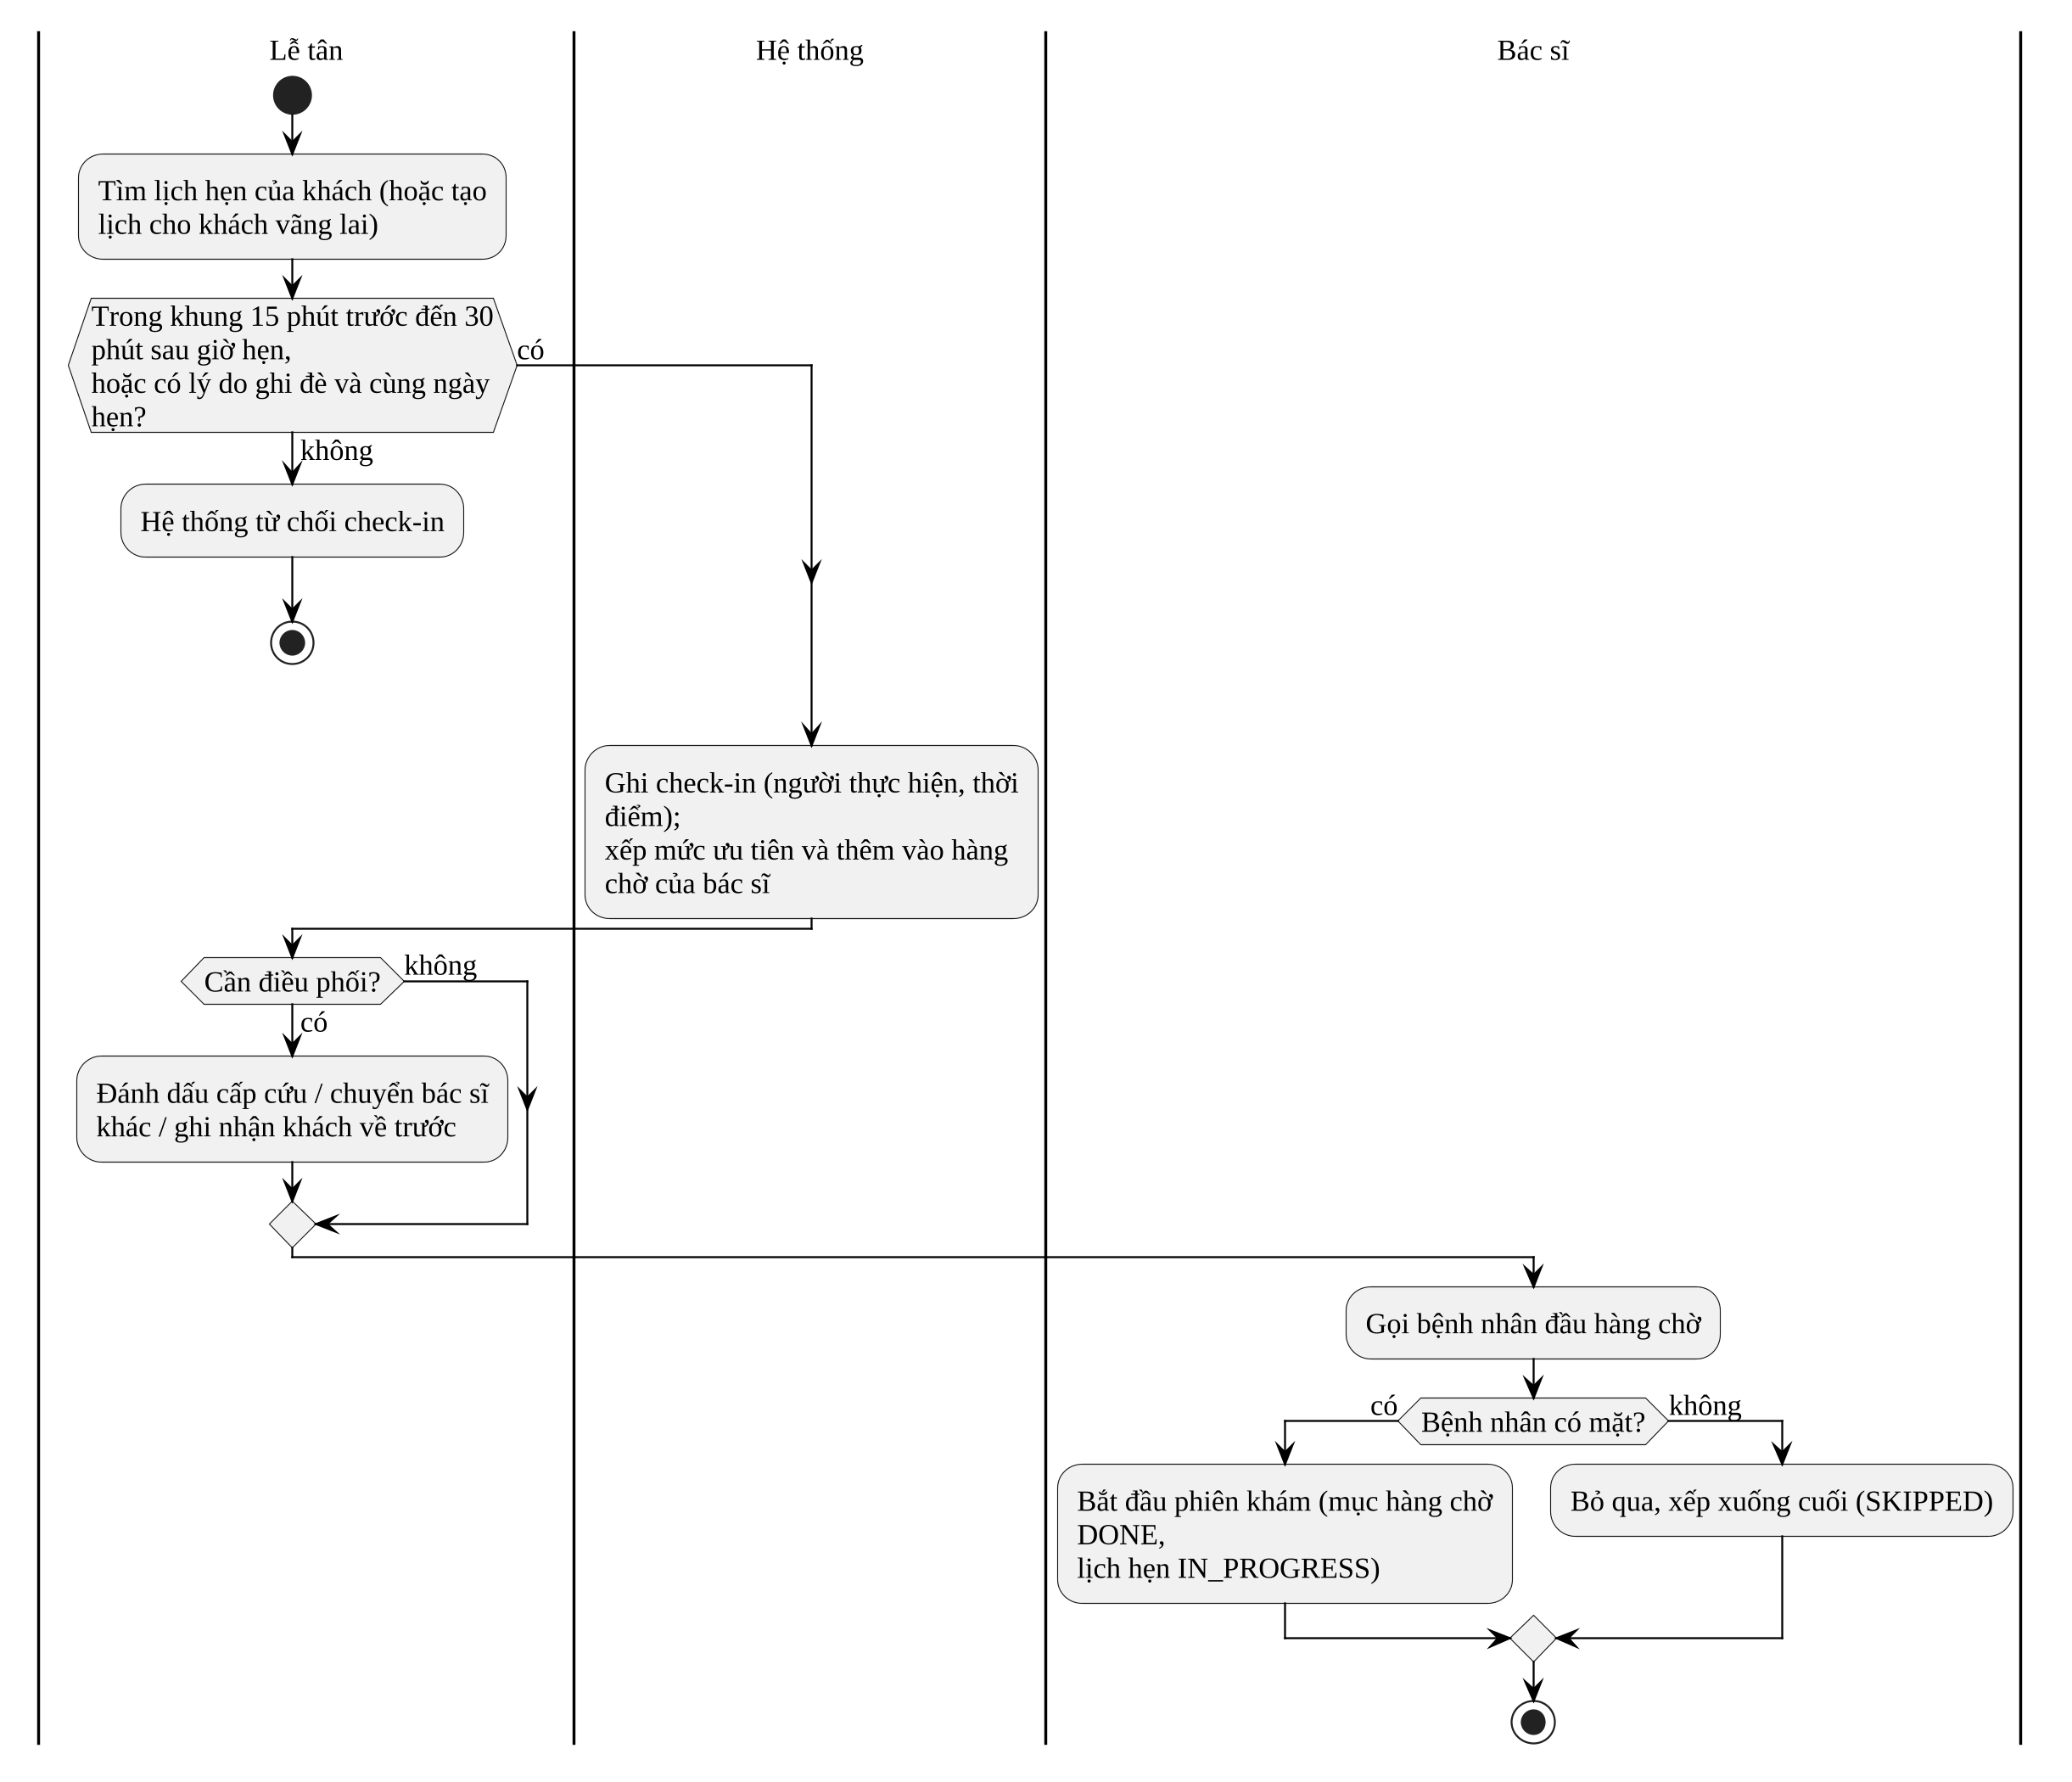 Lễ tân
Hệ thống
Bác sĩ
Tìm lịch hẹn của khách (hoặc tạo
lịch cho khách vãng lai)
Trong khung 15 phút trước đến 30
phút sau giờ hẹn,
hoặc có lý do ghi đè và cùng ngày
hẹn?
có
không
Hệ thống từ chối check-in
Ghi check-in (người thực hiện, thời
điểm);
xếp mức ưu tiên và thêm vào hàng
chờ của bác sĩ
Cần điều phối?
không
có
Đánh dấu cấp cứu / chuyển bác sĩ
khác / ghi nhận khách về trước
Gọi bệnh nhân đầu hàng chờ
có
Bệnh nhân có mặt?
không
Bắt đầu phiên khám (mục hàng chờ
DONE,
lịch hẹn IN_PROGRESS)
Bỏ qua, xếp xuống cuối (SKIPPED)